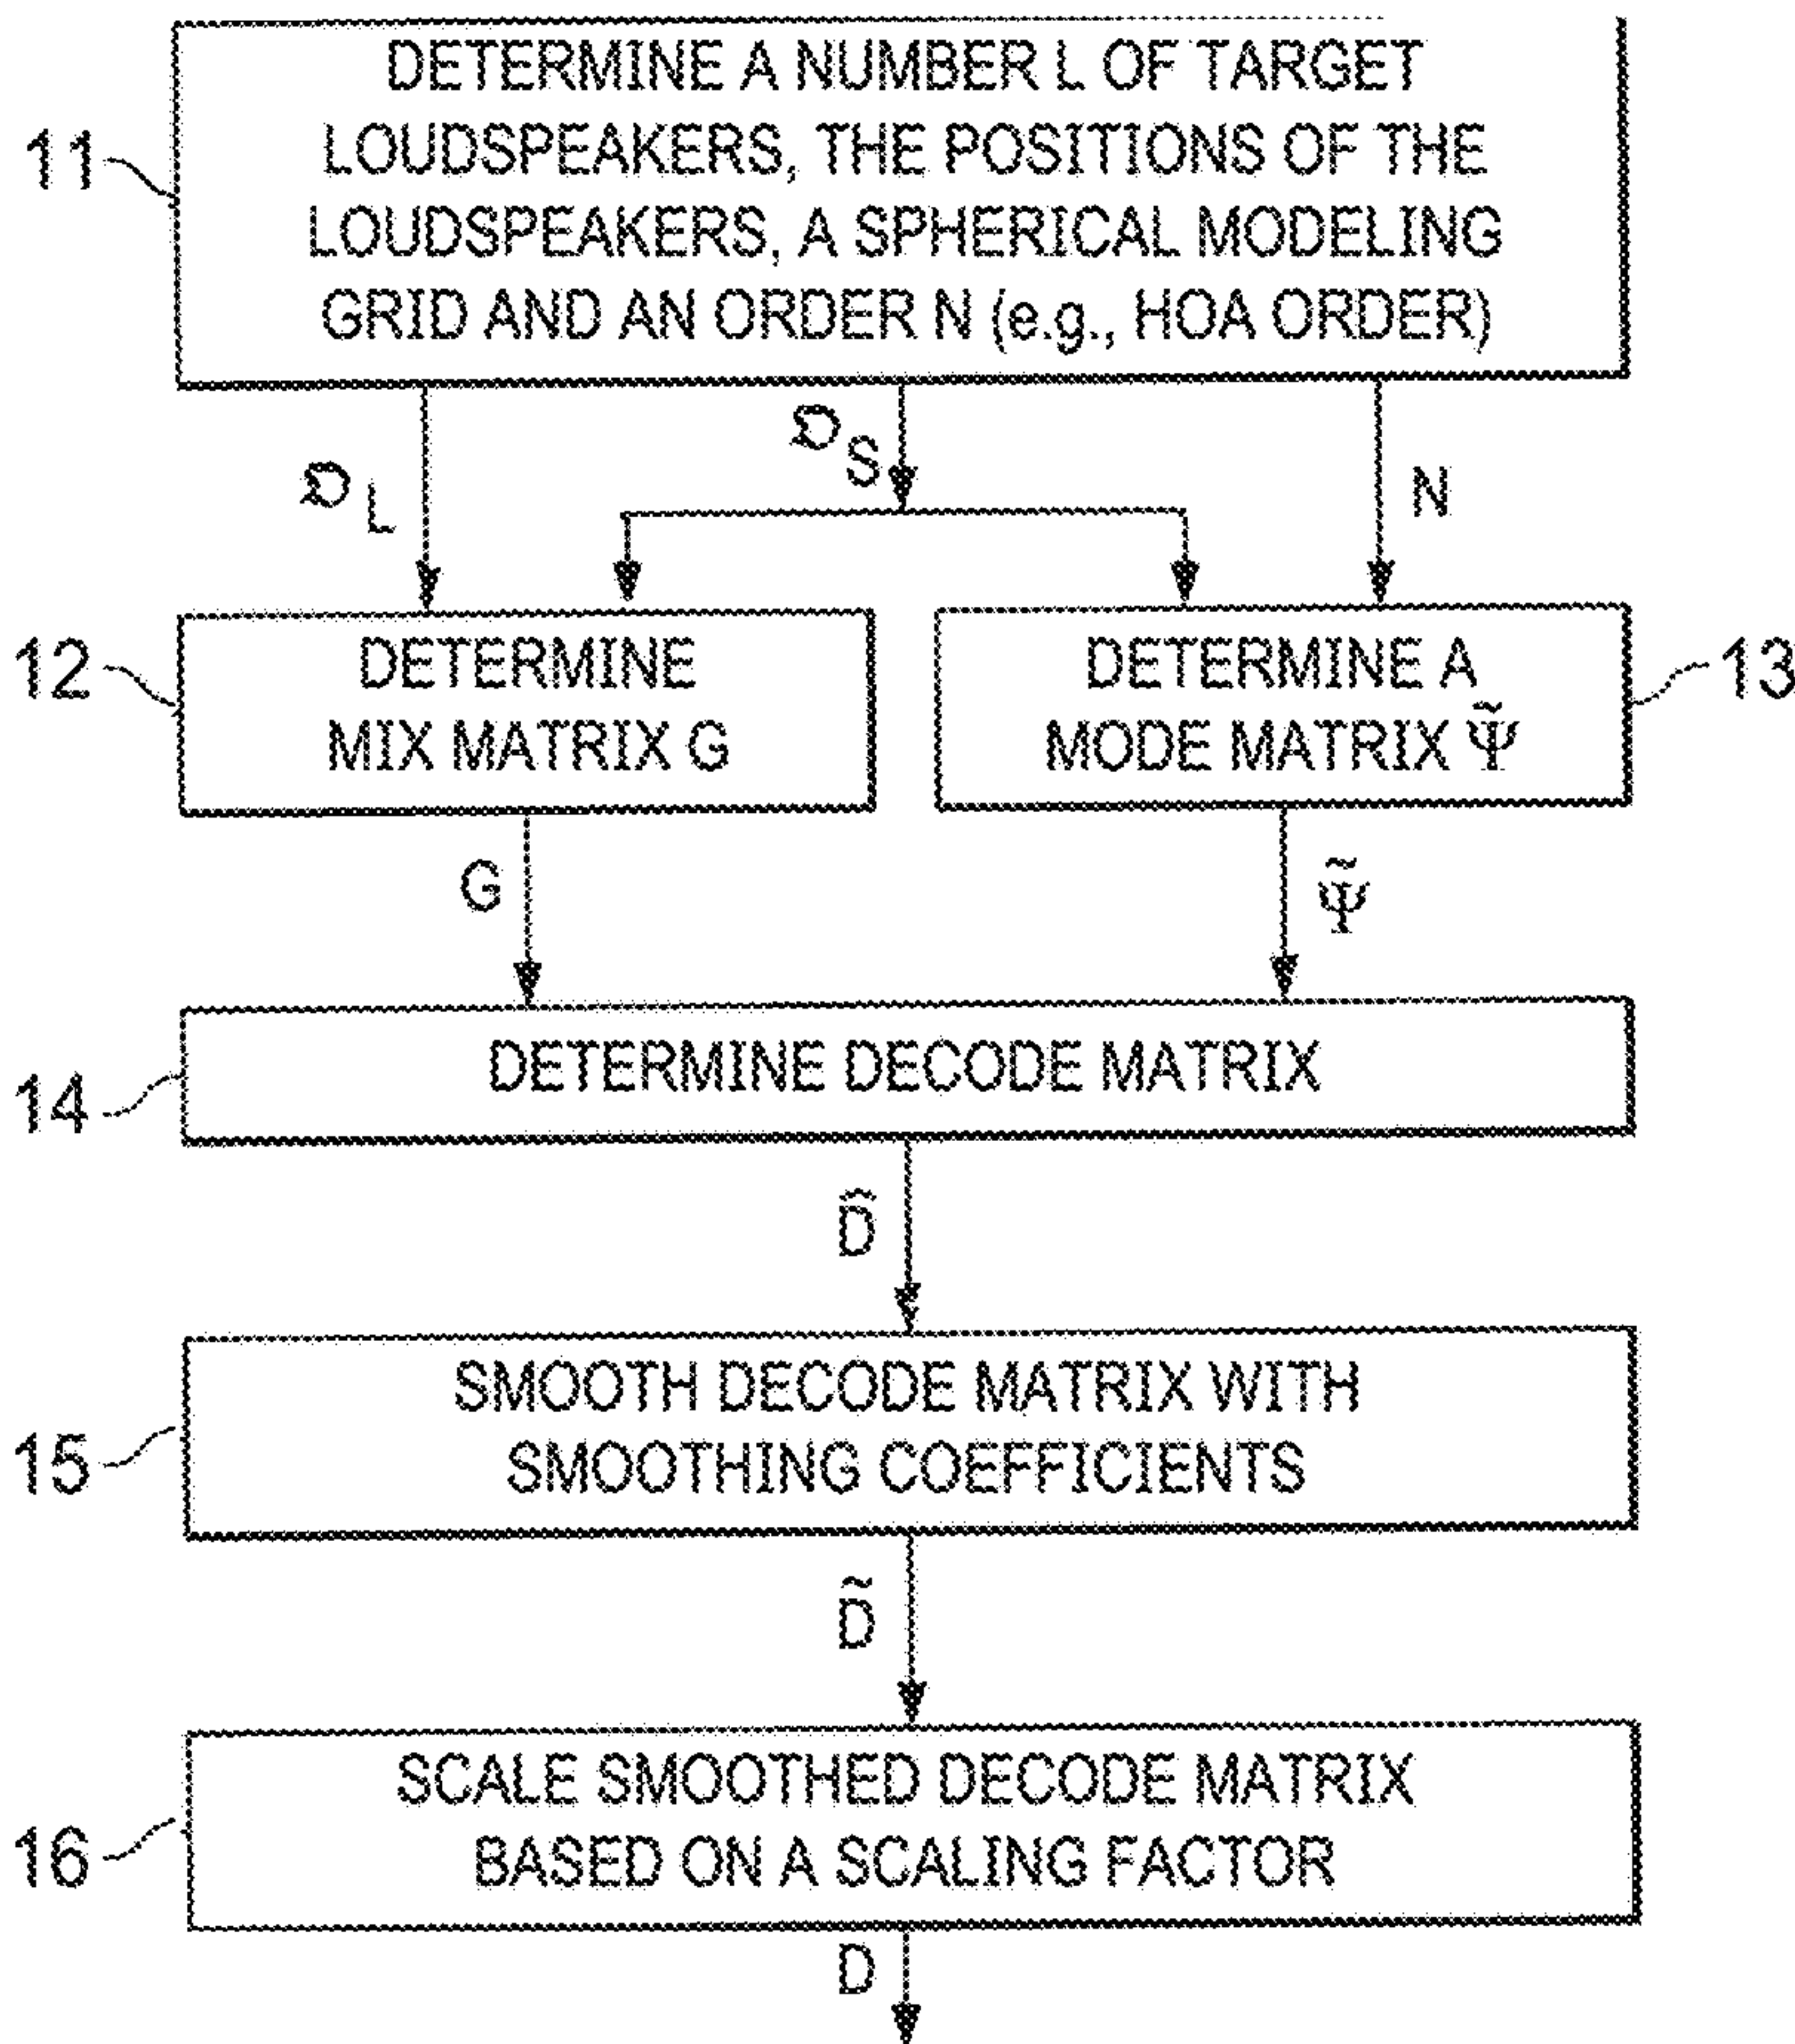 DETERMINE A NUMBER L OF TARGET
LOUDSPEAKERS, THE POSITIONS OF THE
LOUDSPEAKERS, A SPHERICAL MODELING
GRID AND AN ORDER N (e.g., HOA ORDER)
11
𝔇L
𝔇S
N
12
DETERMINE
MIX MATRIX G
DETERMINE A
MODE MATRIX Ψ̃
13
G
Ψ̃
14
DETERMINE DECODE MATRIX
D̂
15
SMOOTH DECODE MATRIX WITH
SMOOTHING COEFFICIENTS
D̃
16
SCALE SMOOTHED DECODE MATRIX
BASED ON A SCALING FACTOR
D